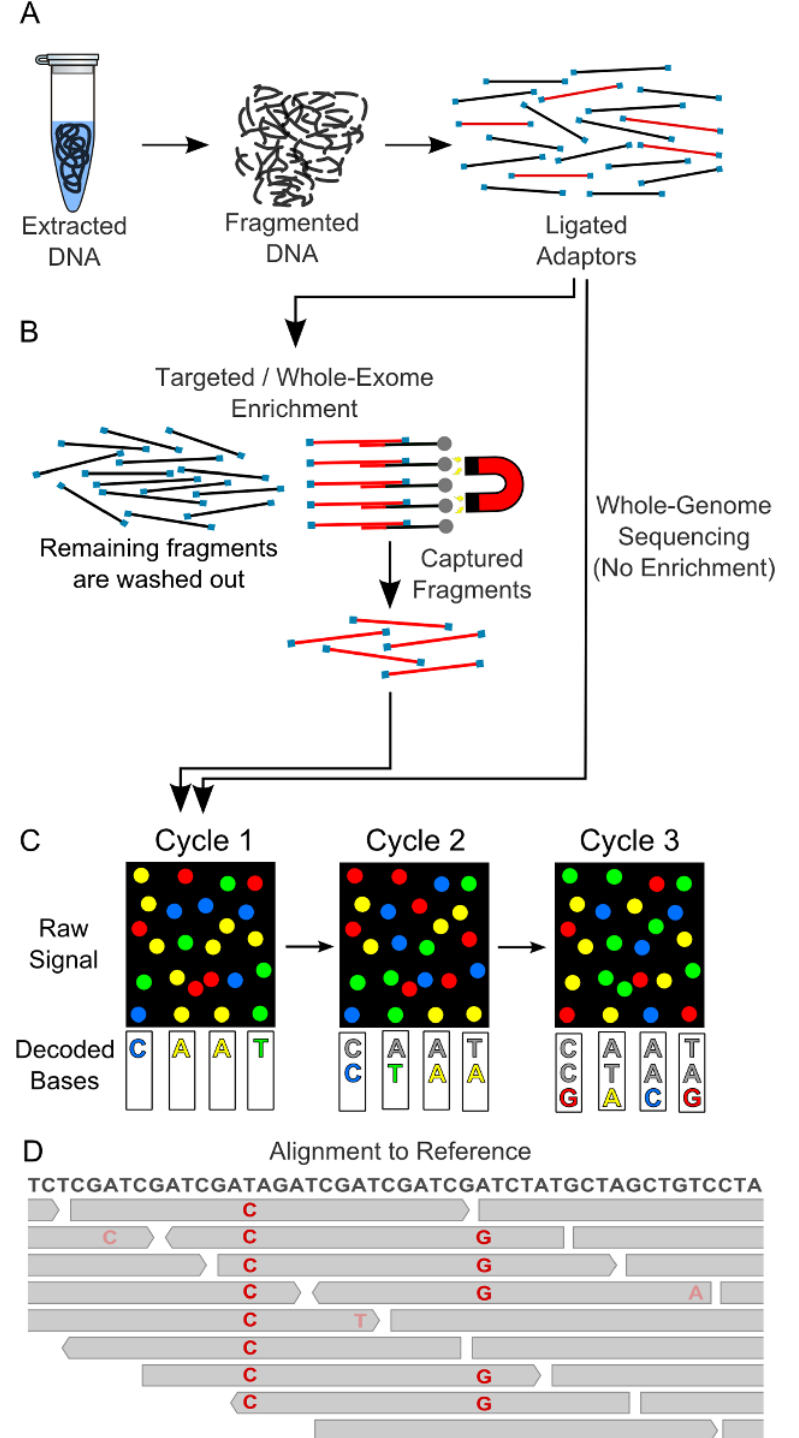 A
Extracted
DNA
Fragmented
DNA
Ligated
Adaptors
B
Targeted / Whole-Exome
Enrichment
Remaining fragments
are washed out
Captured
Fragments
Whole-Genome
Sequencing
(No Enrichment)
C
Cycle 1
Cycle 2
Cycle 3
Raw
Signal
Decoded
Bases
C A A T
C A A T
C T A A
C A A T
C T A A
G A C G
D
Alignment to Reference
TCTCGATCGATCGATAGATCGATCGATCGATCTATGCTAGCTGTCCTA
C
C C G
C G
C G A
C T
C
C G
C G